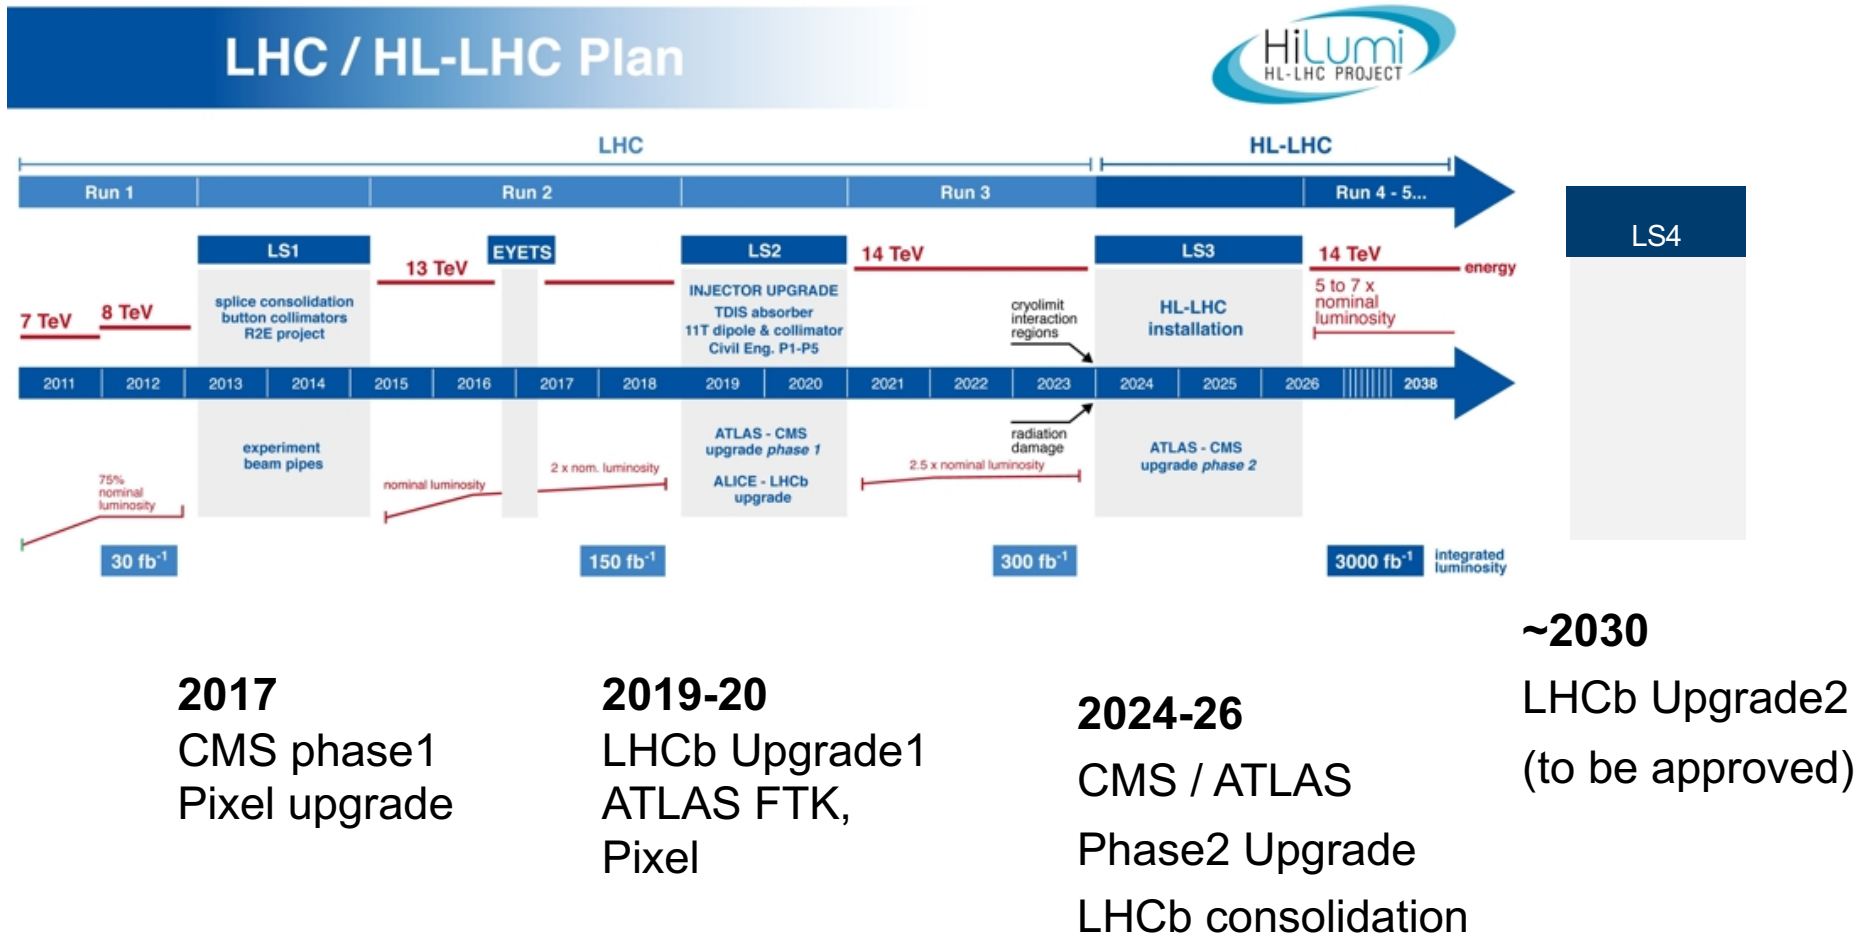 LHC / HL-LHC Plan
HiLumi
HL-LHC PROJECT
LHC
HL-LHC
Run 1
Run 2
Run 3
Run 4 - 5...
LS1
EYETS
LS2
LS3
LS4
7 TeV
8 TeV
13 TeV
14 TeV
14 TeV
energy
splice consolidation
button collimators
R2E project
INJECTOR UPGRADE
TDIS absorber
11T dipole & collimator
Civil Eng. P1-P5
cryolimit
interaction
regions
HL-LHC
installation
5 to 7 x
nominal
luminosity
2011 2012 2013 2014 2015 2016 2017 2018 2019 2020 2021 2022 2023 2024 2025 2026 2038
experiment
beam pipes
75%
nominal
luminosity
nominal luminosity
2 x nom. luminosity
ATLAS - CMS
upgrade phase 1
ALICE - LHCb
upgrade
2.5 x nominal luminosity
radiation
damage
ATLAS - CMS
upgrade phase 2
30 fb⁻¹
150 fb⁻¹
300 fb⁻¹
3000 fb⁻¹
integrated
luminosity
2017
CMS phase1
Pixel upgrade
2019-20
LHCb Upgrade1
ATLAS FTK,
Pixel
2024-26
CMS / ATLAS
Phase2 Upgrade
LHCb consolidation
~2030
LHCb Upgrade2
(to be approved)